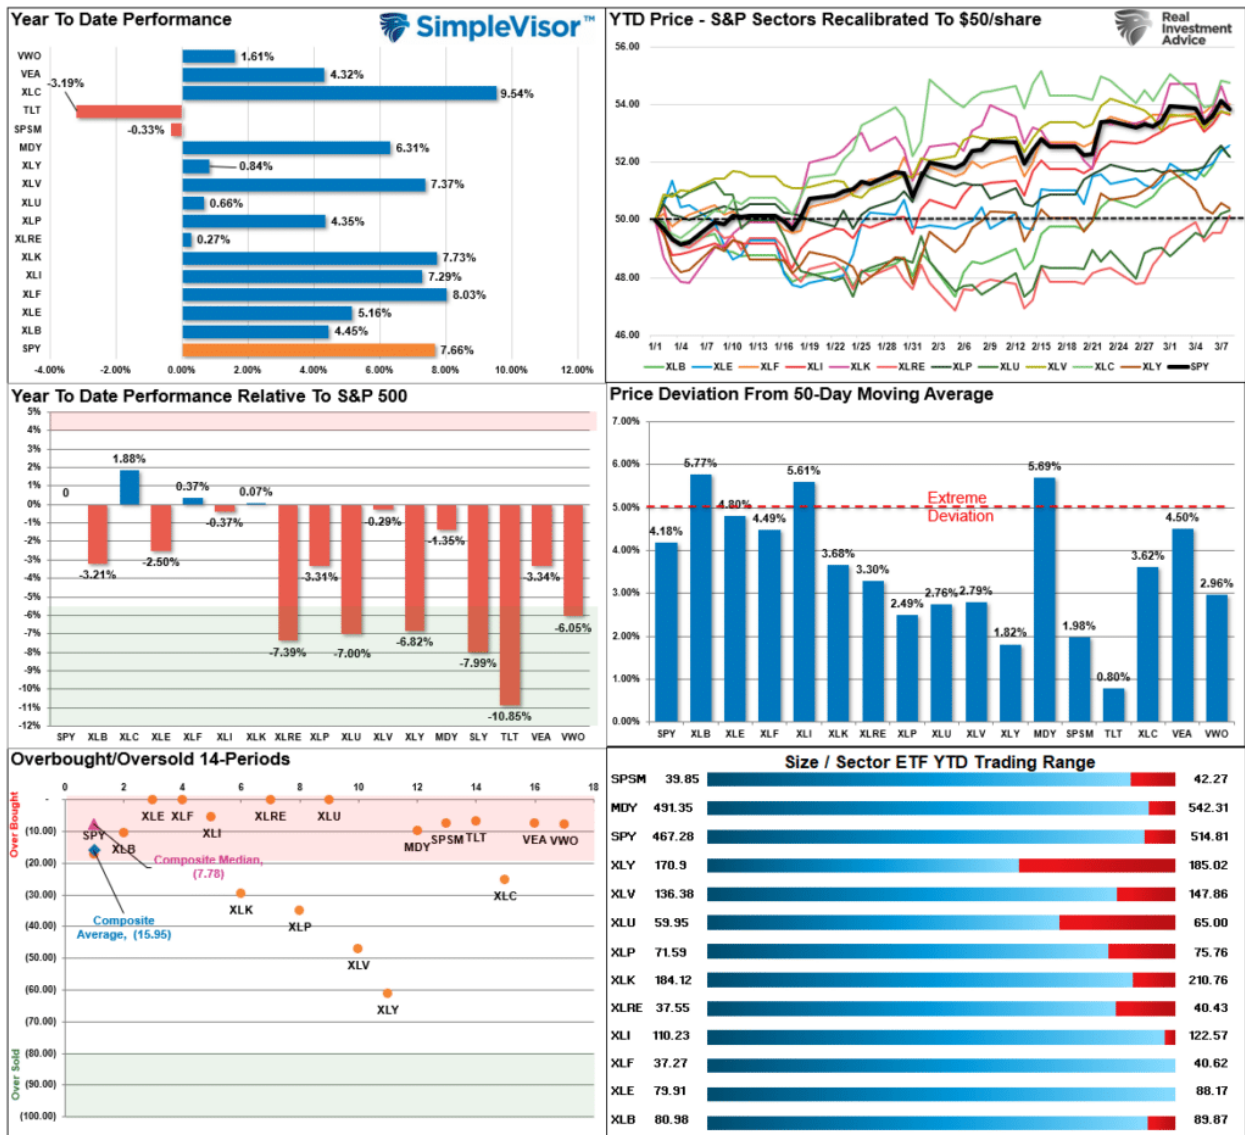 Year To Date Performance
SimpleVisor™
VWO 1.61%
VEA 4.32%
XLC 9.54%
TLT -3.19%
SPSM -0.33%
MDY 6.31%
XLY 0.84%
XLV 7.37%
XLU 0.66%
XLP 4.35%
XLRE 0.27%
XLK 7.73%
XLI 7.29%
XLF 8.03%
XLE 5.16%
XLB 4.45%
SPY 7.66%
-4.00% -2.00% 0.00% 2.00% 4.00% 6.00% 8.00% 10.00% 12.00%
YTD Price - S&P Sectors Recalibrated To $50/share
Real
Investment
Advice
56.00
54.00
52.00
50.00
48.00
46.00
1/1 1/4 1/7 1/10 1/13 1/16 1/19 1/22 1/25 1/28 1/31 2/3 2/6 2/9 2/12 2/15 2/18 2/21 2/24 2/27 3/1 3/4 3/7
XLB XLE XLF XLI XLK XLRE XLP XLU XLV XLC XLY SPY
Year To Date Performance Relative To S&P 500
5%
4%
3%
2%
1%
0%
-1%
-2%
-3%
-4%
-5%
-6%
-7%
-8%
-9%
-10%
-11%
-12%
0 -3.21% 1.88% -2.50% 0.37% -0.37% 0.07% -7.39% -3.31% -7.00% -0.29% -6.82% -1.35% -7.99% -10.85% -3.34% -6.05%
SPY XLB XLC XLE XLF XLI XLK XLRE XLP XLU XLV XLY MDY SLY TLT VEA VWO
Price Deviation From 50-Day Moving Average
7.00%
6.00%
5.00%
4.00%
3.00%
2.00%
1.00%
0.00%
Extreme
Deviation
4.18% 5.77% 4.80% 4.49% 5.61% 3.68% 3.30% 2.49% 2.76% 2.79% 1.82% 5.69% 1.98% 0.80% 3.62% 4.50% 2.96%
SPY XLB XLE XLF XLI XLK XLRE XLP XLU XLV XLY MDY SPSM TLT XLC VEA VWO
Overbought/Oversold 14-Periods
0 2 4 6 8 10 12 14 16 18
Over Bought
Over Sold
-
(10.00)
(20.00)
(30.00)
(40.00)
(50.00)
(60.00)
(70.00)
(80.00)
(90.00)
(100.00)
SPY
XLB
XLE
XLF
XLI
XLRE
XLU
MDY
SPSM
TLT
VEA
VWO
Composite Median,
(7.78)
XLK
XLP
XLC
Composite
Average, (15.95)
XLV
XLY
Size / Sector ETF YTD Trading Range
SPSM 39.85 42.27
MDY 491.35 542.31
SPY 467.28 514.81
XLY 170.9 185.02
XLV 136.38 147.86
XLU 59.95 65.00
XLP 71.59 75.76
XLK 184.12 210.76
XLRE 37.55 40.43
XLI 110.23 122.57
XLF 37.27 40.62
XLE 79.91 88.17
XLB 80.98 89.87